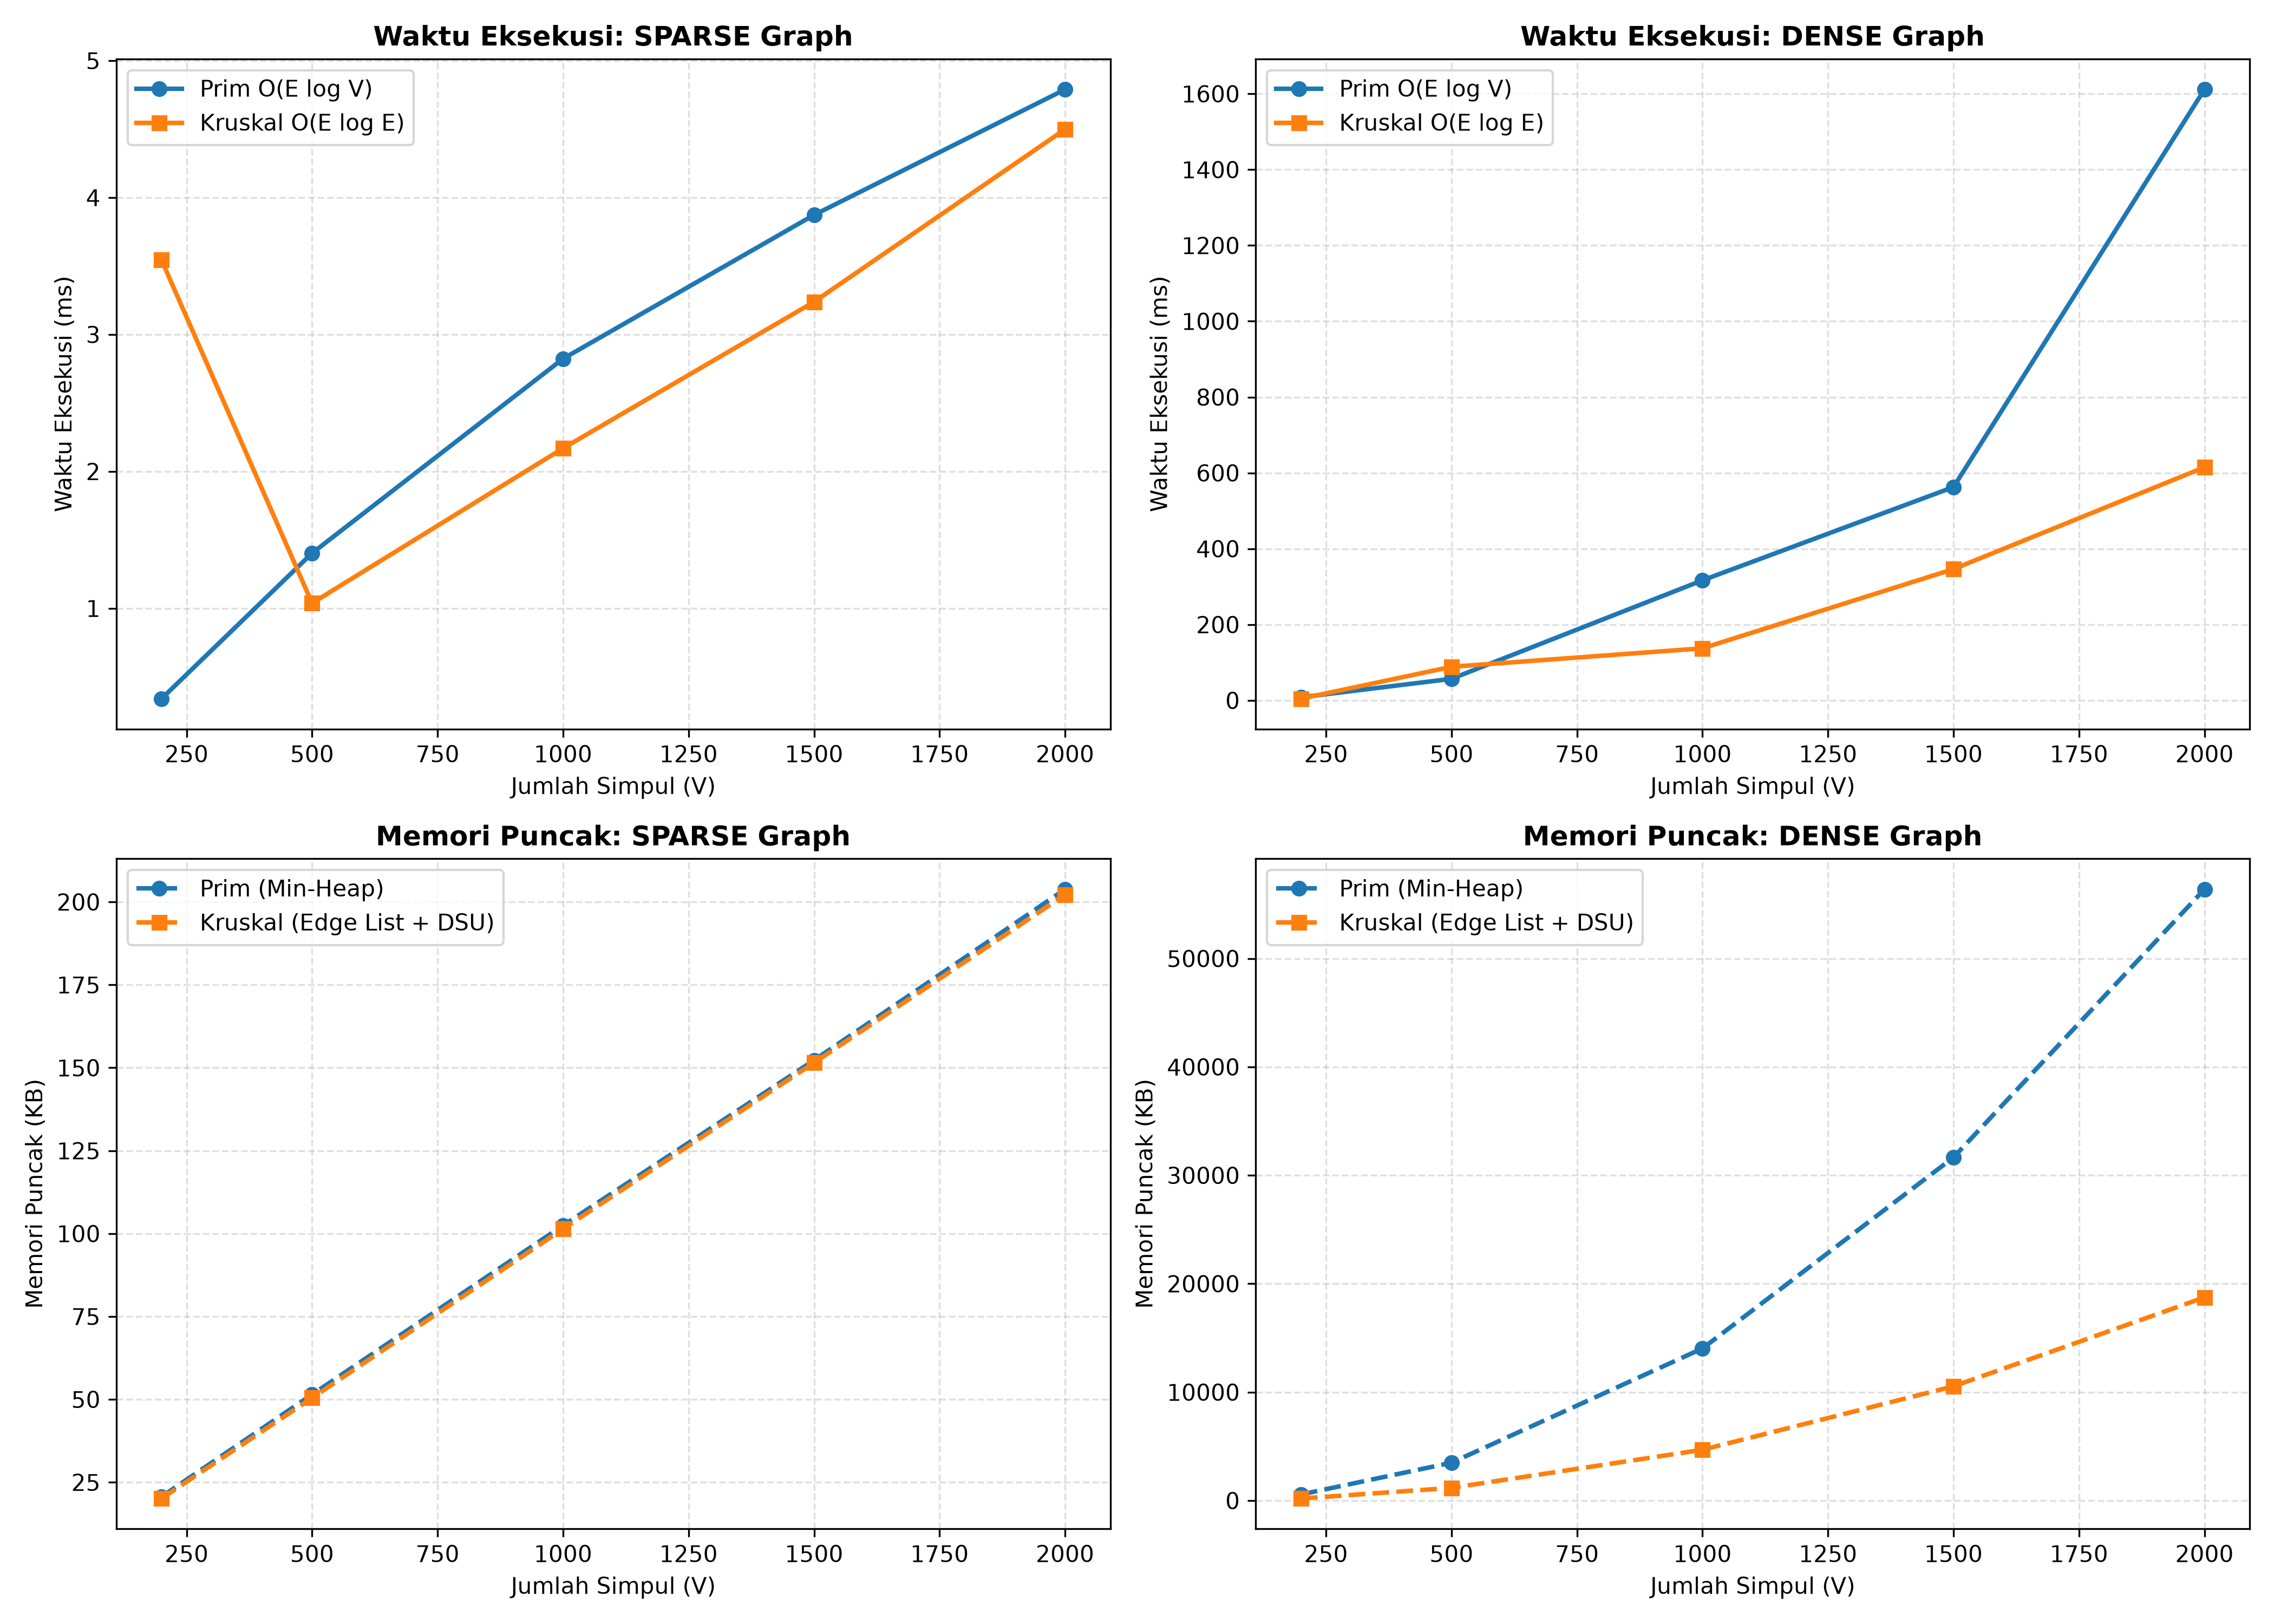 Waktu Eksekusi: SPARSE Graph
Prim O(E log V)
Kruskal O(E log E)
Waktu Eksekusi (ms)
5
4
3
2
1
250 500 750 1000 1250 1500 1750 2000
Jumlah Simpul (V)
Waktu Eksekusi: DENSE Graph
Prim O(E log V)
Kruskal O(E log E)
Waktu Eksekusi (ms)
1600
1400
1200
1000
800
600
400
200
0
250 500 750 1000 1250 1500 1750 2000
Jumlah Simpul (V)
Memori Puncak: SPARSE Graph
Prim (Min-Heap)
Kruskal (Edge List + DSU)
Memori Puncak (KB)
200
175
150
125
100
75
50
25
250 500 750 1000 1250 1500 1750 2000
Jumlah Simpul (V)
Memori Puncak: DENSE Graph
Prim (Min-Heap)
Kruskal (Edge List + DSU)
Memori Puncak (KB)
50000
40000
30000
20000
10000
0
250 500 750 1000 1250 1500 1750 2000
Jumlah Simpul (V)